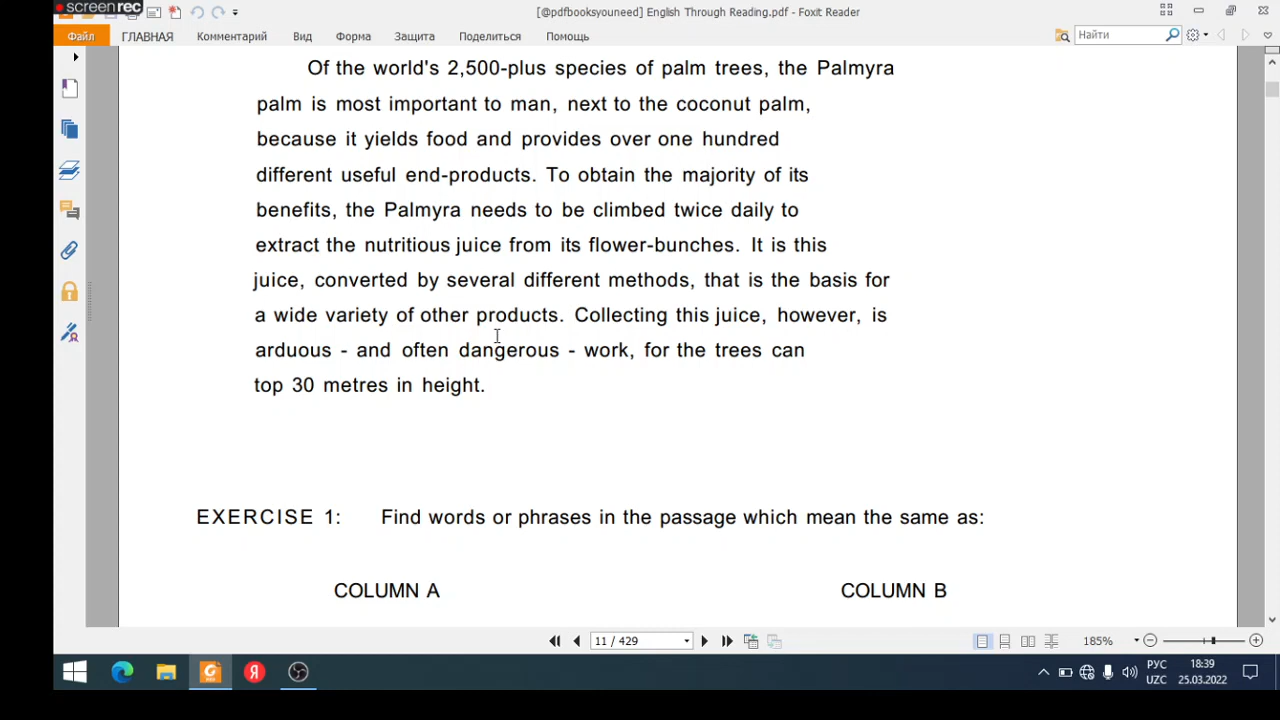 screenrec
[@pdfbooksyouneed] English Through Reading.pdf - Foxit Reader
Файл ГЛАВНАЯ Комментарий Вид Форма Защита Поделиться Помощь Найти
Of the world's 2,500-plus species of palm trees, the Palmyra
palm is most important to man, next to the coconut palm,
because it yields food and provides over one hundred
different useful end-products. To obtain the majority of its
benefits, the Palmyra needs to be climbed twice daily to
extract the nutritious juice from its flower-bunches. It is this
juice, converted by several different methods, that is the basis for
a wide variety of other products. Collecting this juice, however, is
arduous - and often dangerous - work, for the trees can
top 30 metres in height.
EXERCISE 1: Find words or phrases in the passage which mean the same as:
COLUMN A COLUMN B
11 / 429 185%
РУС 18:39
UZC 25.03.2022